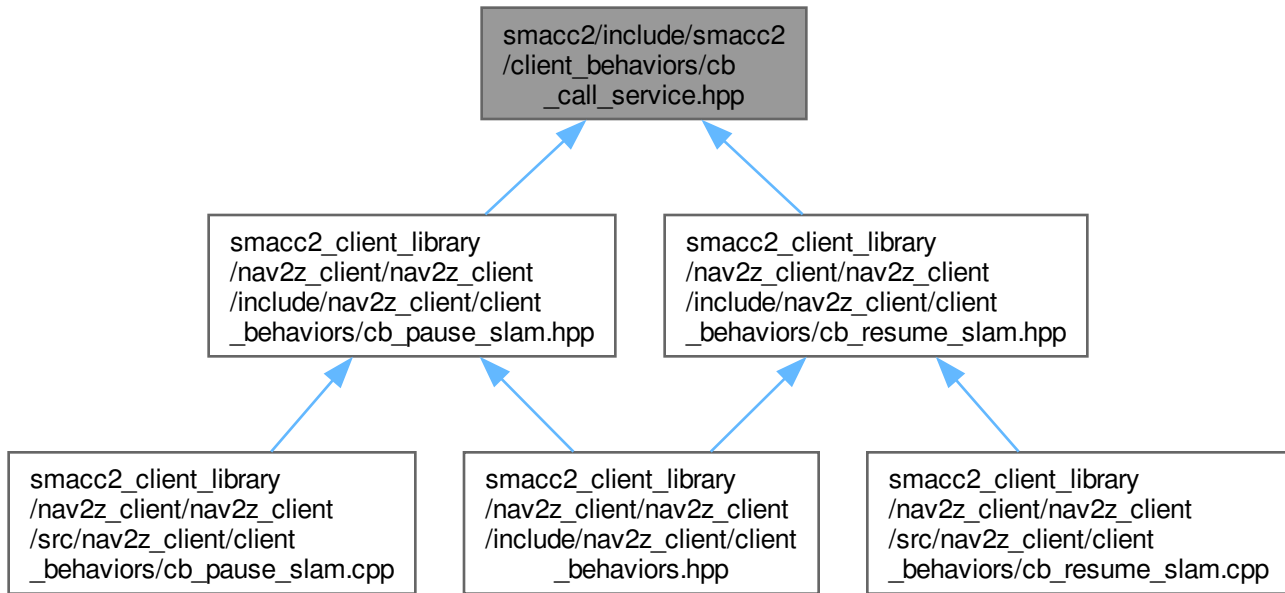 smacc2/include/smacc2
/client_behaviors/cb
_call_service.hpp
smacc2_client_library
/nav2z_client/nav2z_client
/include/nav2z_client/client
_behaviors/cb_pause_slam.hpp
smacc2_client_library
/nav2z_client/nav2z_client
/include/nav2z_client/client
_behaviors/cb_resume_slam.hpp
smacc2_client_library
/nav2z_client/nav2z_client
/src/nav2z_client/client
_behaviors/cb_pause_slam.cpp
smacc2_client_library
/nav2z_client/nav2z_client
/include/nav2z_client/client
_behaviors.hpp
smacc2_client_library
/nav2z_client/nav2z_client
/src/nav2z_client/client
_behaviors/cb_resume_slam.cpp